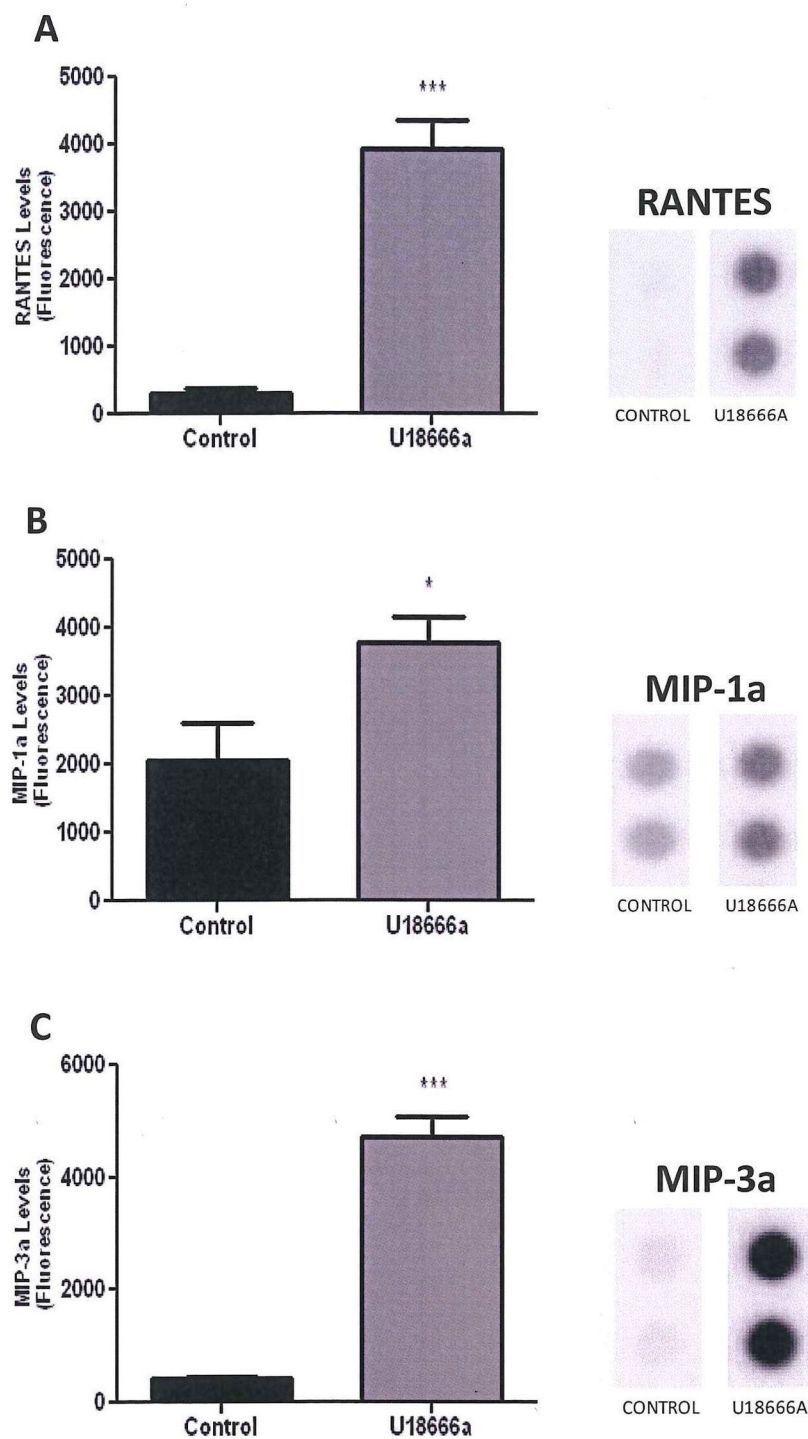 A
5000
4000
3000
2000
1000
0
RANTES Levels
(Fluorescence)
***
Control
U18666a
RANTES
CONTROL
U18666A
B
5000
4000
3000
2000
1000
0
MIP-1a Levels
(Fluorescence)
*
Control
U18666a
MIP-1a
CONTROL
U18666A
C
6000
4000
2000
0
MIP-3a Levels
(Fluorescence)
***
Control
U18666a
MIP-3a
CONTROL
U18666A